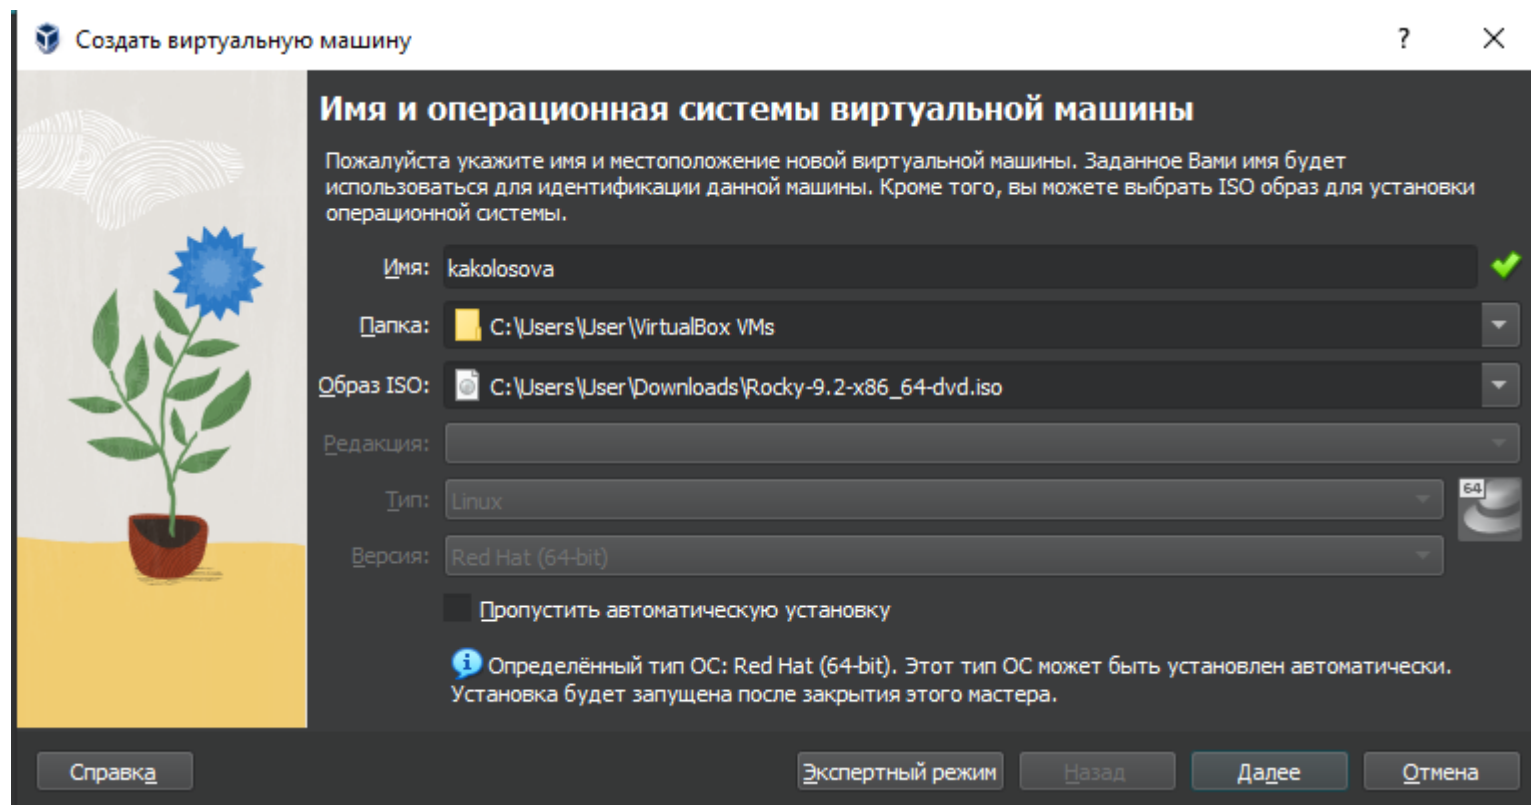 Создать виртуальную машину
?
Имя и операционная системы виртуальной машины
Пожалуйста укажите имя и местоположение новой виртуальной машины. Заданное Вами имя будет
использоваться для идентификации данной машины. Кроме того, вы можете выбрать ISO образ для установки
операционной системы.
Имя: kakolosova
Папка: C:\Users\User\VirtualBox VMs
Образ ISO: C:\Users\User\Downloads\Rocky-9.2-x86_64-dvd.iso
Редакция:
Тип: Linux
64
Версия: Red Hat (64-bit)
Пропустить автоматическую установку
Определённый тип ОС: Red Hat (64-bit). Этот тип ОС может быть установлен автоматически.
Установка будет запущена после закрытия этого мастера.
Справка Экспертный режим Назад Далее Отмена